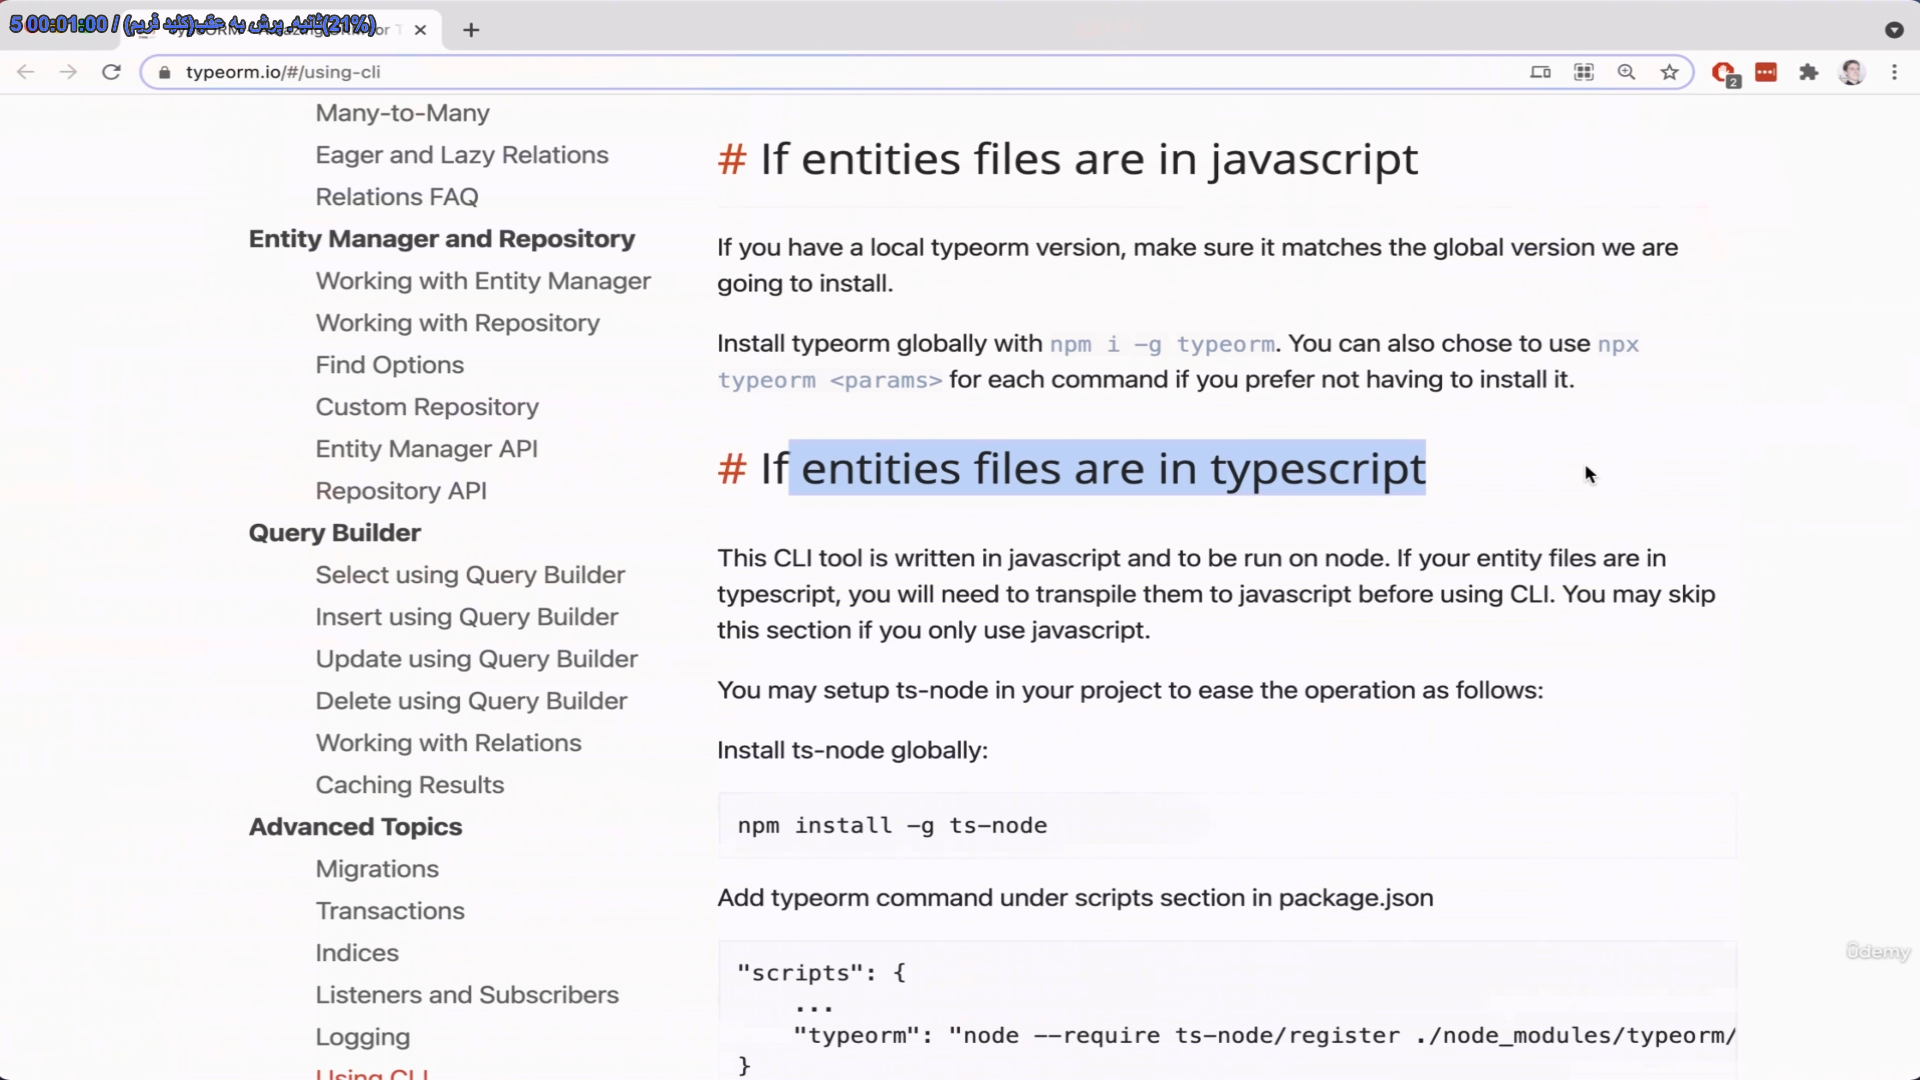 5 00:01:00 / (21%)ثانیه. پرش به عقب(کلید فریم)
typeorm.io/#/using-cli
2
Many-to-Many
Eager and Lazy Relations
Relations FAQ
Entity Manager and Repository
Working with Entity Manager
Working with Repository
Find Options
Custom Repository
Entity Manager API
Repository API
Query Builder
Select using Query Builder
Insert using Query Builder
Update using Query Builder
Delete using Query Builder
Working with Relations
Caching Results
Advanced Topics
Migrations
Transactions
Indices
Listeners and Subscribers
Logging
Using CLI
# If entities files are in javascript
If you have a local typeorm version, make sure it matches the global version we are
going to install.
Install typeorm globally with npm i -g typeorm. You can also chose to use npx
typeorm <params> for each command if you prefer not having to install it.
# If entities files are in typescript
This CLI tool is written in javascript and to be run on node. If your entity files are in
typescript, you will need to transpile them to javascript before using CLI. You may skip
this section if you only use javascript.
You may setup ts-node in your project to ease the operation as follows:
Install ts-node globally:
npm install -g ts-node
Add typeorm command under scripts section in package.json
"scripts": {
...
"typeorm": "node --require ts-node/register ./node_modules/typeorm/
}
ûdemy